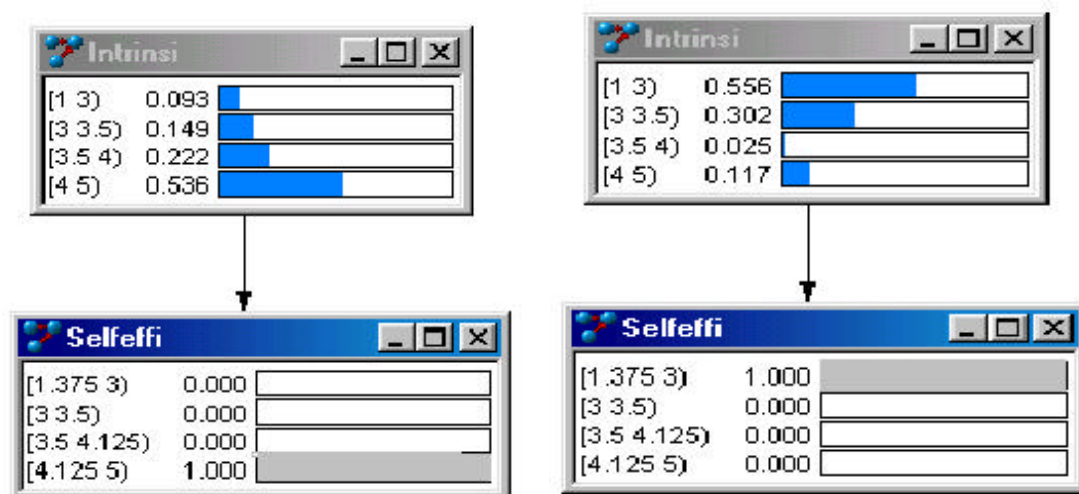 Intrinsi
[1 3) 0.093
[3 3.5) 0.149
[3.5 4) 0.222
[4 5) 0.536
Selfeffi
[1.375 3) 0.000
[3 3.5) 0.000
[3.5 4.125) 0.000
[4.125 5) 1.000
Intrinsi
[1 3) 0.556
[3 3.5) 0.302
[3.5 4) 0.025
[4 5) 0.117
Selfeffi
[1.375 3) 1.000
[3 3.5) 0.000
[3.5 4.125) 0.000
[4.125 5) 0.000